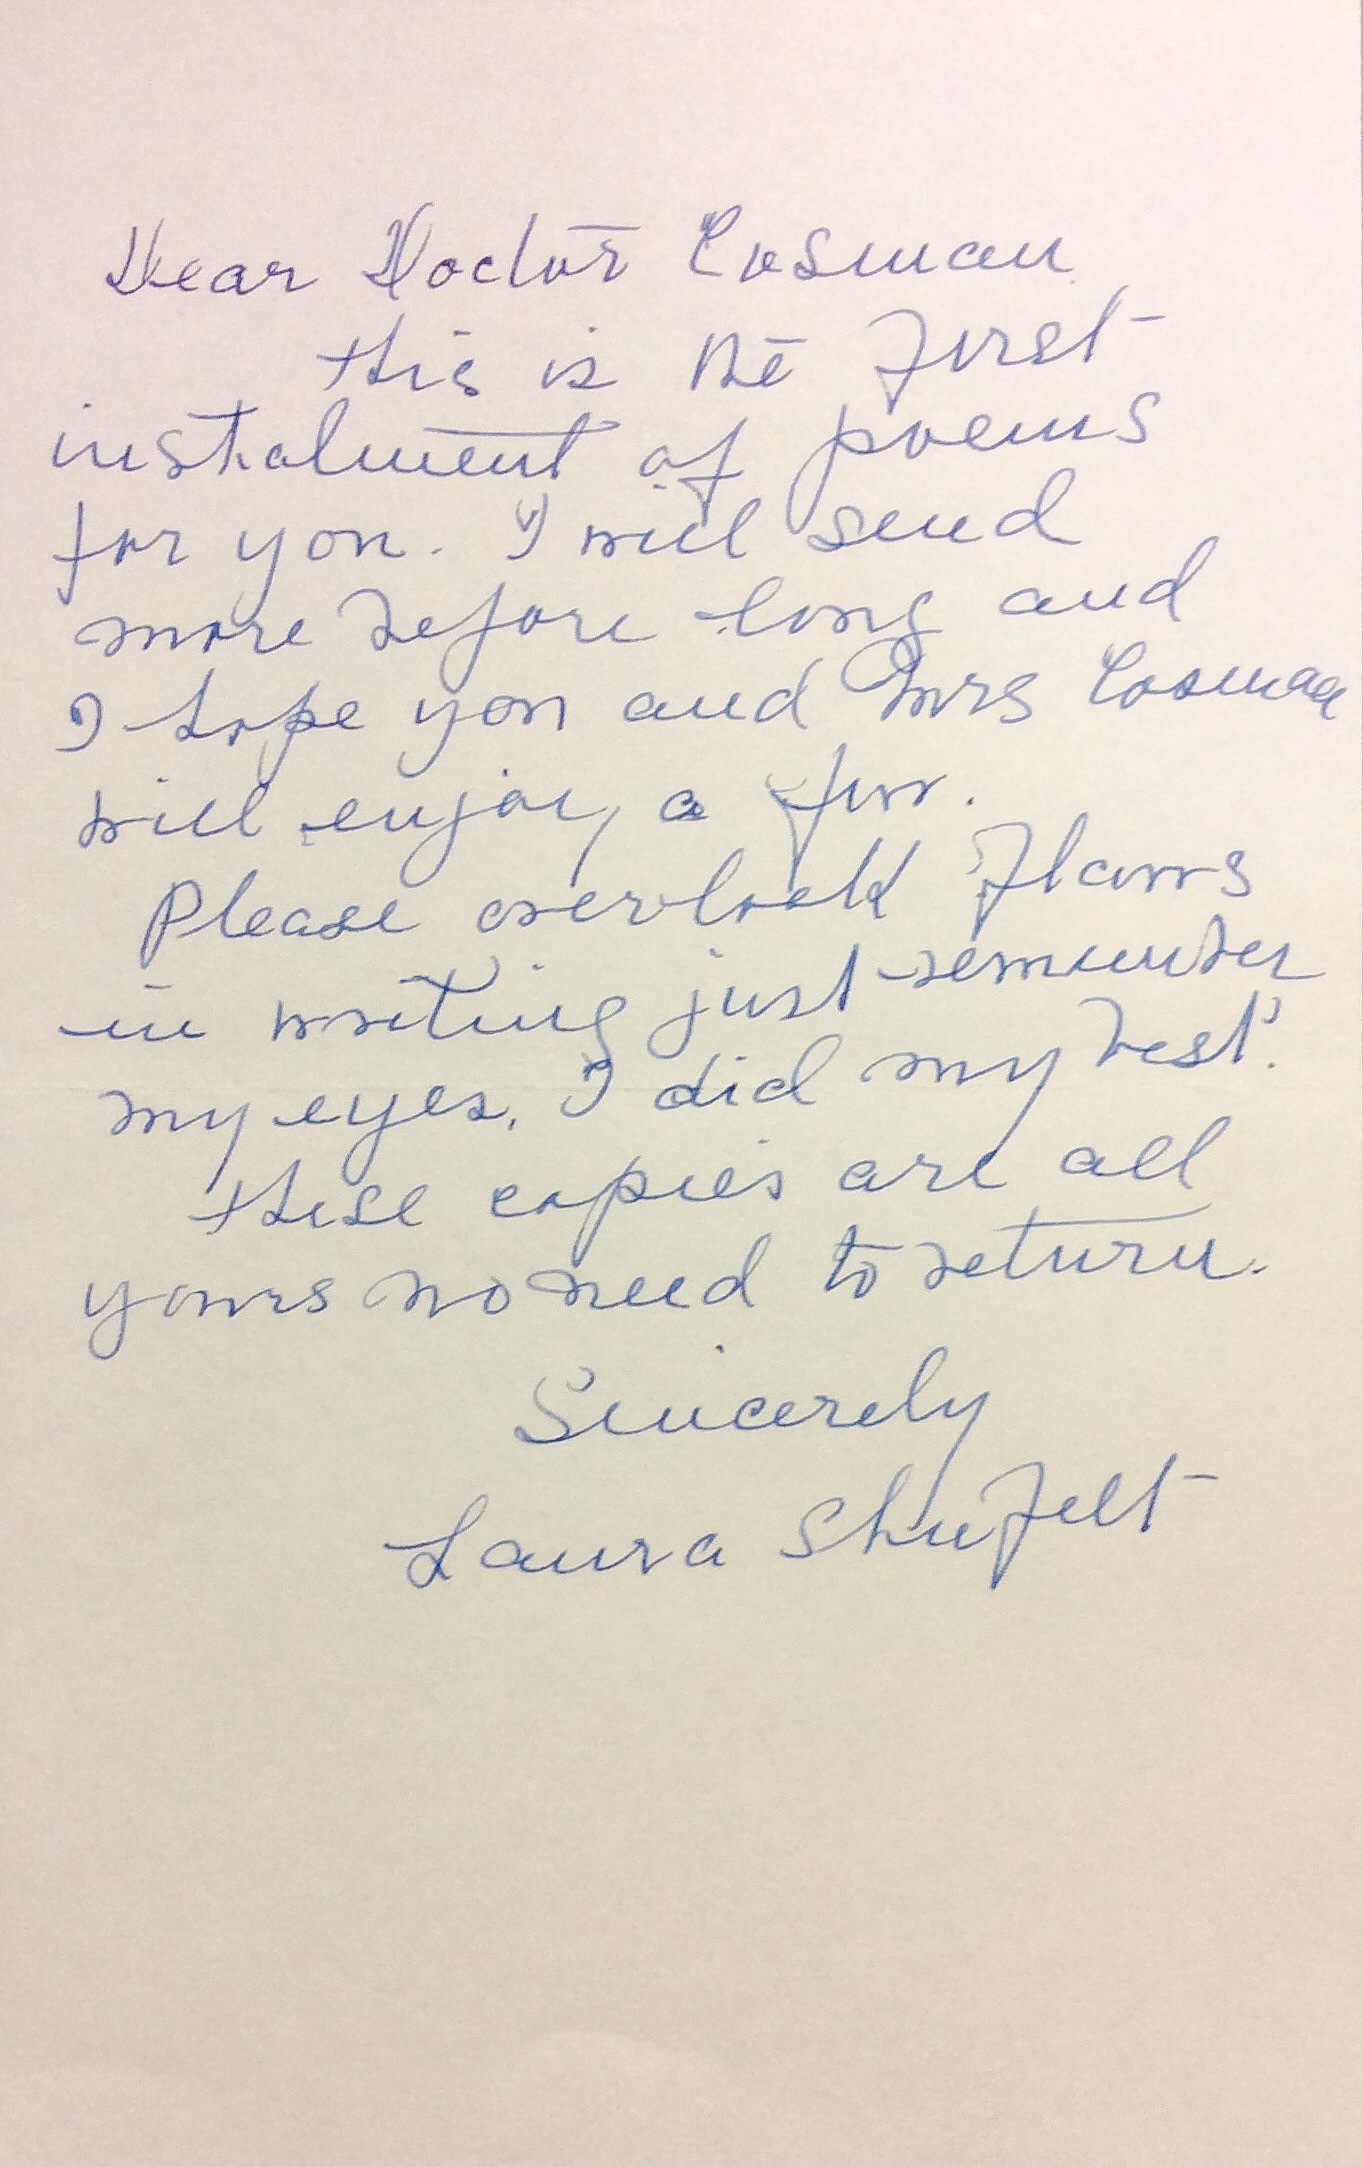 Dear Doctor Cosman
this is the first
instalment of poems
for you. I will send
more before long and
I hope you and Mrs Cosman
will enjoy a few.
Please overlook flaws
in writing just remember
my eyes. I did my best.
these copies are all
yours no need to return.
Sincerely
Laura Shufelt